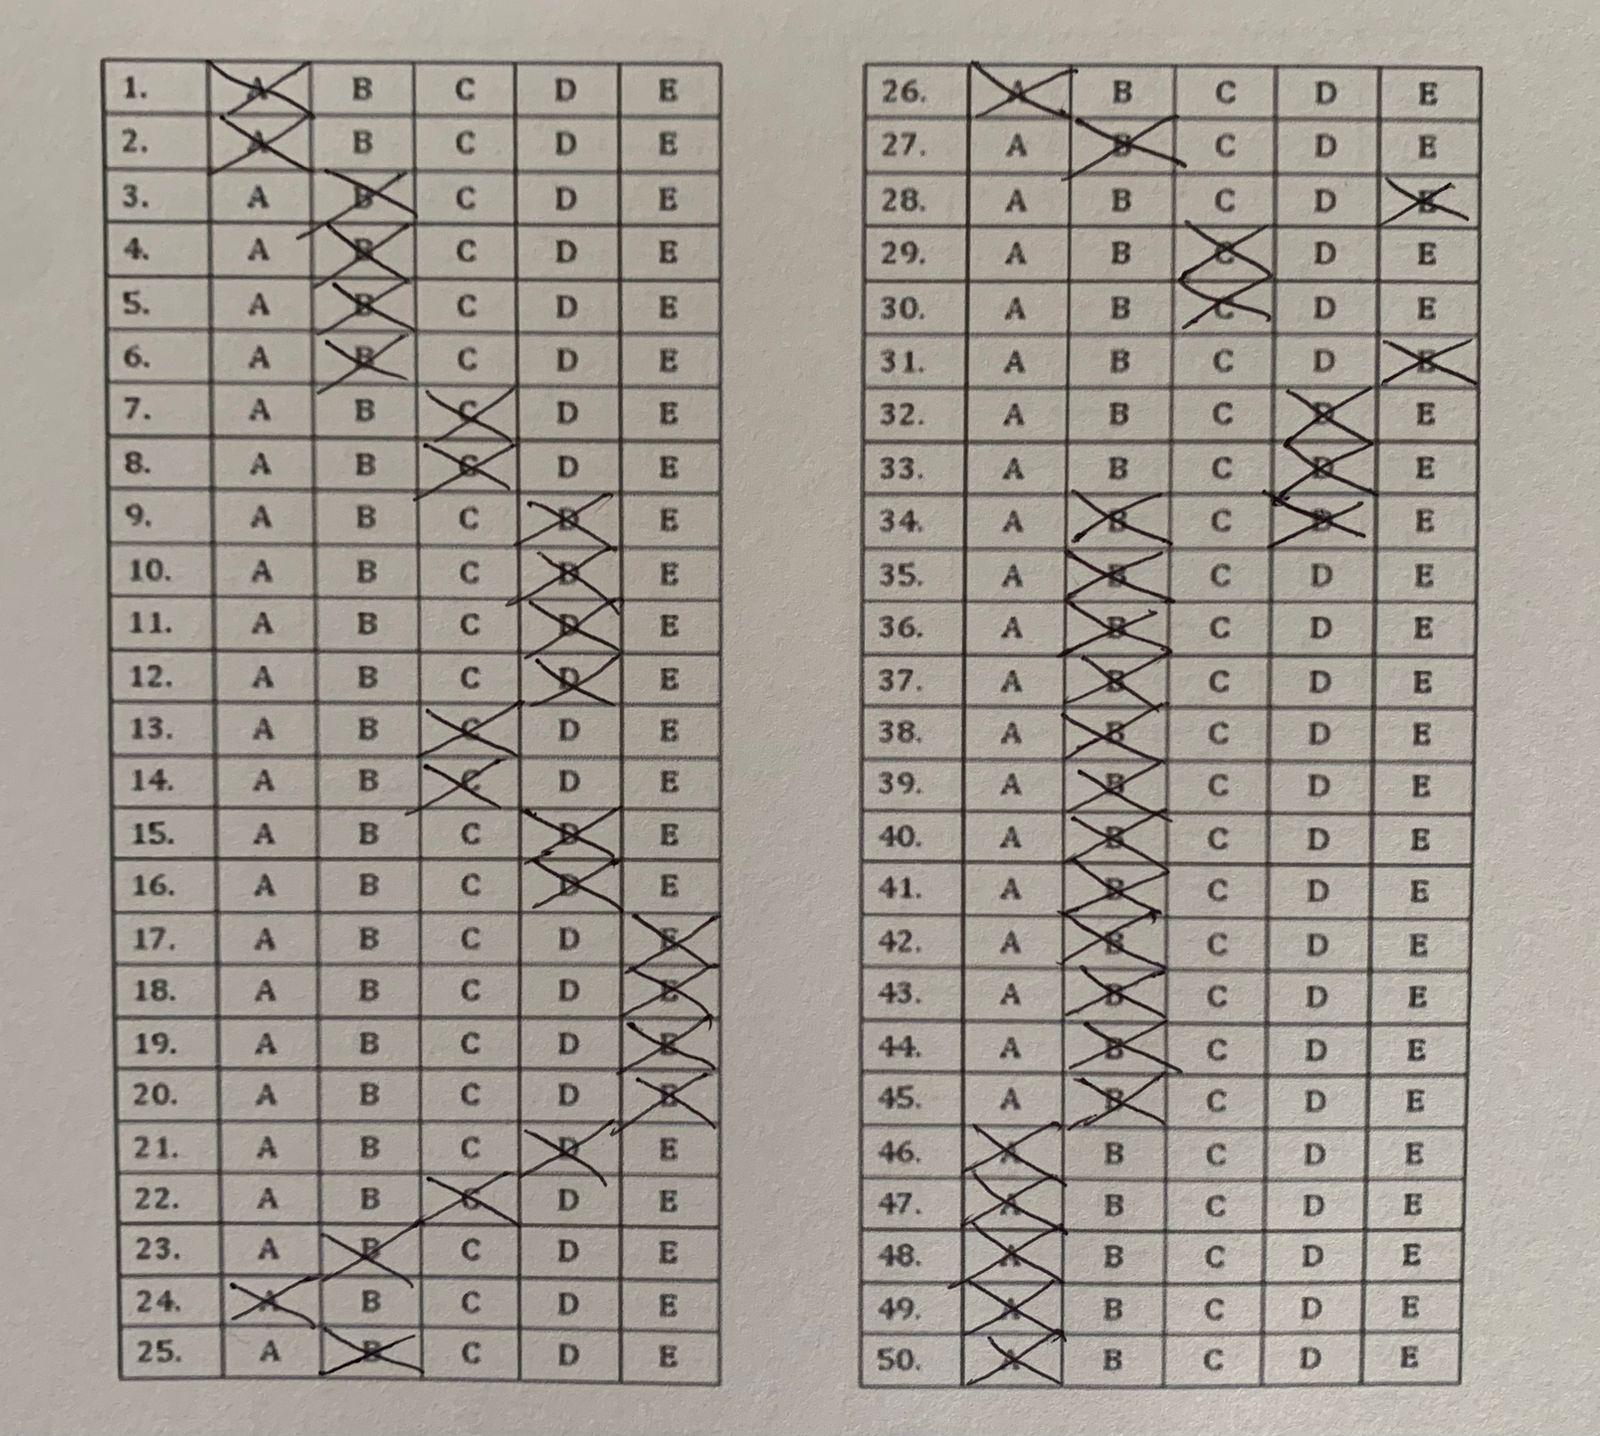 1. A B C D E
2. A B C D E
3. A B C D E
4. A B C D E
5. A B C D E
6. A B C D E
7. A B C D E
8. A B C D E
9. A B C D E
10. A B C D E
11. A B C D E
12. A B C D E
13. A B C D E
14. A B C D E
15. A B C D E
16. A B C D E
17. A B C D E
18. A B C D E
19. A B C D E
20. A B C D E
21. A B C D E
22. A B C D E
23. A B C D E
24. A B C D E
25. A B C D E
26. A B C D E
27. A B C D E
28. A B C D E
29. A B C D E
30. A B C D E
31. A B C D E
32. A B C D E
33. A B C D E
34. A B C D E
35. A B C D E
36. A B C D E
37. A B C D E
38. A B C D E
39. A B C D E
40. A B C D E
41. A B C D E
42. A B C D E
43. A B C D E
44. A B C D E
45. A B C D E
46. A B C D E
47. A B C D E
48. A B C D E
49. A B C D E
50. A B C D E